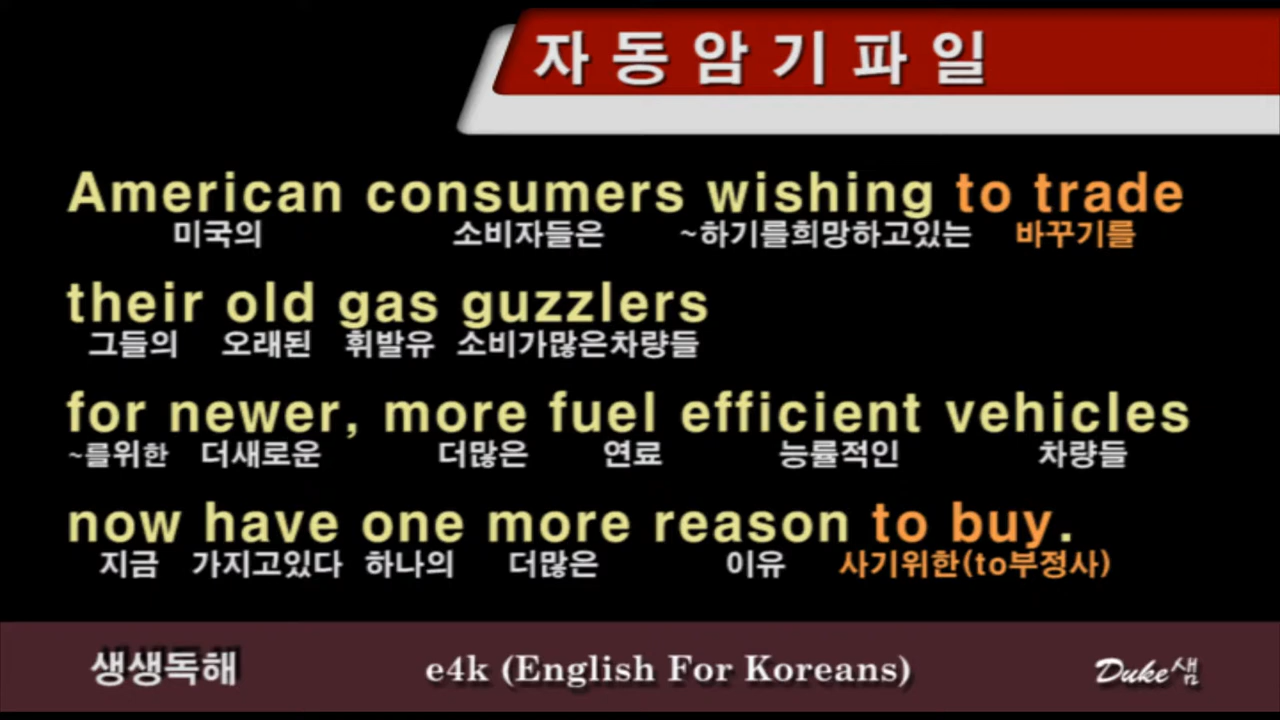 자동암기파일
American consumers wishing to trade
미국의 소비자들은 ~하기를희망하고있는 바꾸기를
their old gas guzzlers
그들의 오래된 휘발유 소비가많은차량들
for newer, more fuel efficient vehicles
~를위한 더새로운 더많은 연료 능률적인 차량들
now have one more reason to buy.
지금 가지고있다 하나의 더많은 이유 사기위한(to부정사)
생생독해 e4k (English For Koreans) Duke샘